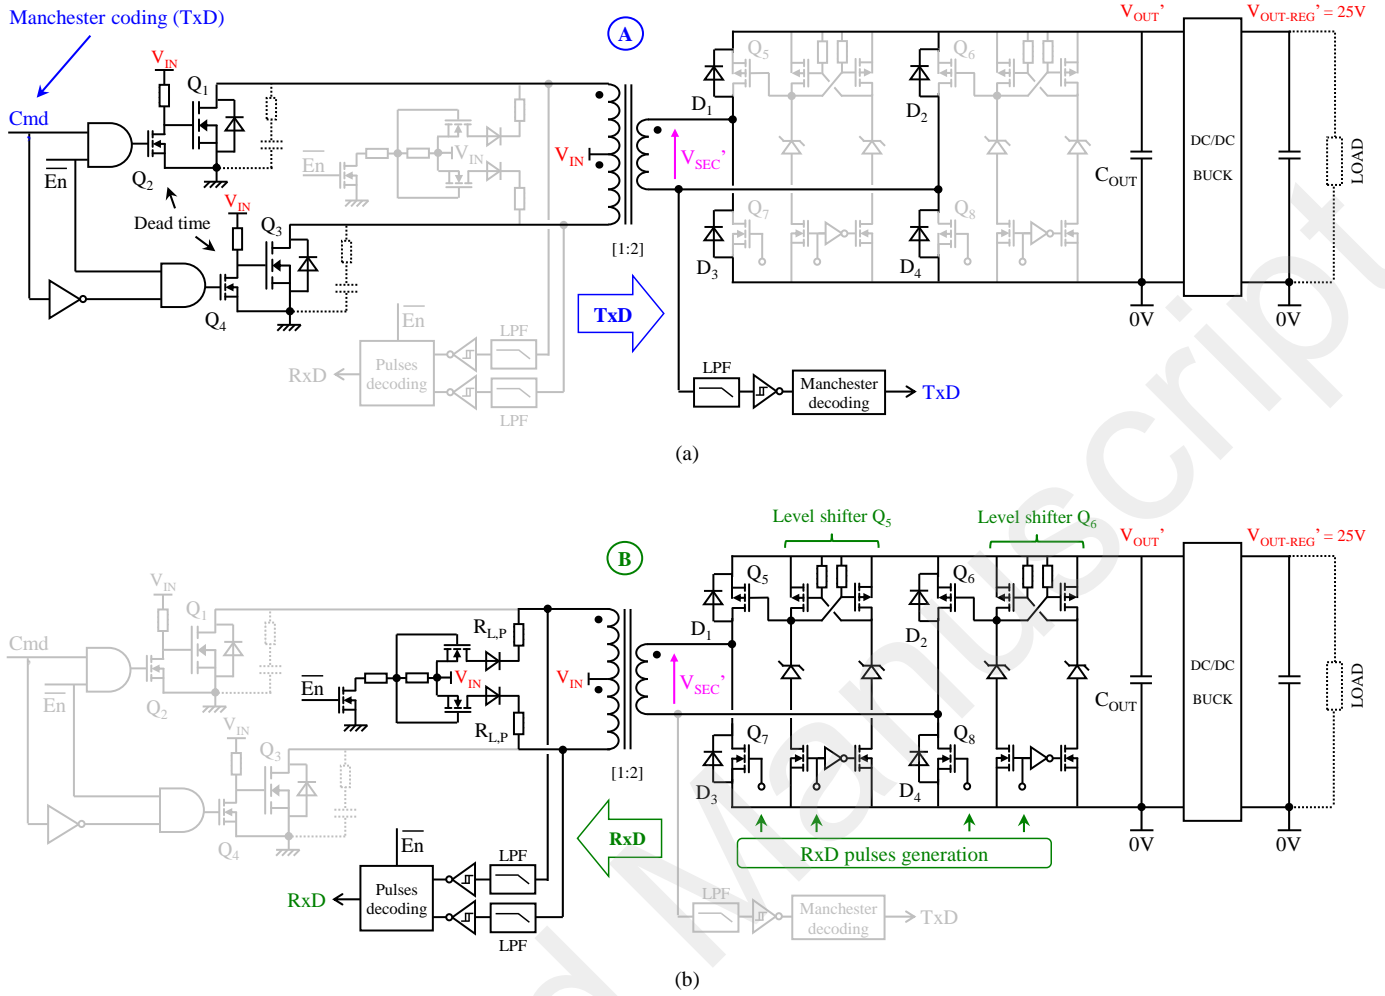 Manchester coding (TxD)
A
V_OUT' V_OUT-REG' = 25V
V_IN
Q1
Q5
Q6
Cmd
D1
D2
En
V_IN
V_IN
V_SEC'
En
Q2
DC/DC
BUCK
C_OUT
LOAD
V_IN
Dead time
Q3
Q7
Q8
[1:2]
D3
D4
Q4
TxD
0V
0V
En
LPF
Pulses
decoding
RxD
LPF
LPF
Manchester
decoding
TxD
(a)
Level shifter Q5
Level shifter Q6
B
V_OUT' V_OUT-REG' = 25V
V_IN
Q1
Q5
Q6
R_L,P
Cmd
D1
D2
En
V_IN
V_IN
V_SEC'
En
Q2
DC/DC
BUCK
C_OUT
LOAD
V_IN
R_L,P
Q3
Q7
Q8
[1:2]
D3
D4
Q4
RxD
0V
0V
En
LPF
RxD pulses generation
Pulses
decoding
RxD
LPF
LPF
Manchester
decoding
TxD
(b)
d Manuscript